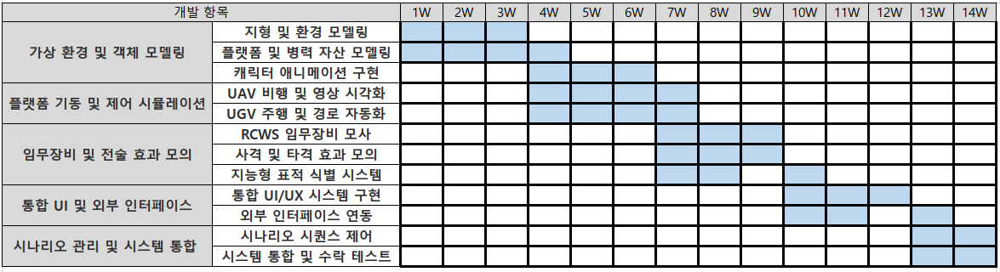 개발 항목 1W 2W 3W 4W 5W 6W 7W 8W 9W 10W 11W 12W 13W 14W
가상 환경 및 객체 모델링
지형 및 환경 모델링
플랫폼 및 병력 자산 모델링
캐릭터 애니메이션 구현
플랫폼 기동 및 제어 시뮬레이션
UAV 비행 및 영상 시각화
UGV 주행 및 경로 자동화
임무장비 및 전술 효과 모의
RCWS 임무장비 모사
사격 및 타격 효과 모의
지능형 표적 식별 시스템
통합 UI 및 외부 인터페이스
통합 UI/UX 시스템 구현
외부 인터페이스 연동
시나리오 관리 및 시스템 통합
시나리오 시퀀스 제어
시스템 통합 및 수락 테스트